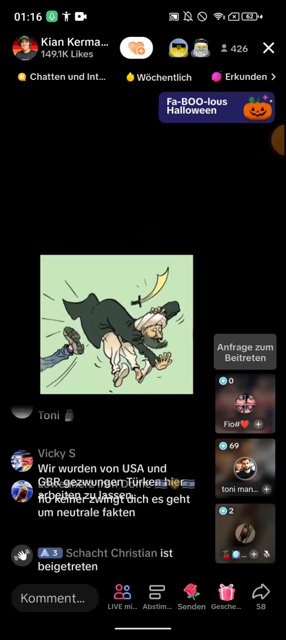 01:16
62
Kian Kerma...
149.1K Likes
426
Chatten und Int...
Wöchentlich
Erkunden
Fa-BOO-lous
Halloween
Anfrage zum
Beitreten
0
Fio#
Toni
69
toni man...
Vicky S
Wir wurden von USA und
GBR gezwungen Türken hier
arbeiten zu lassen
no keiner zwingt dich es geht
um neutrale fakten
2
3 Schacht Christian ist
beigetreten
Komment...
LIVE mi...
Abstim...
Senden
Gesche...
58